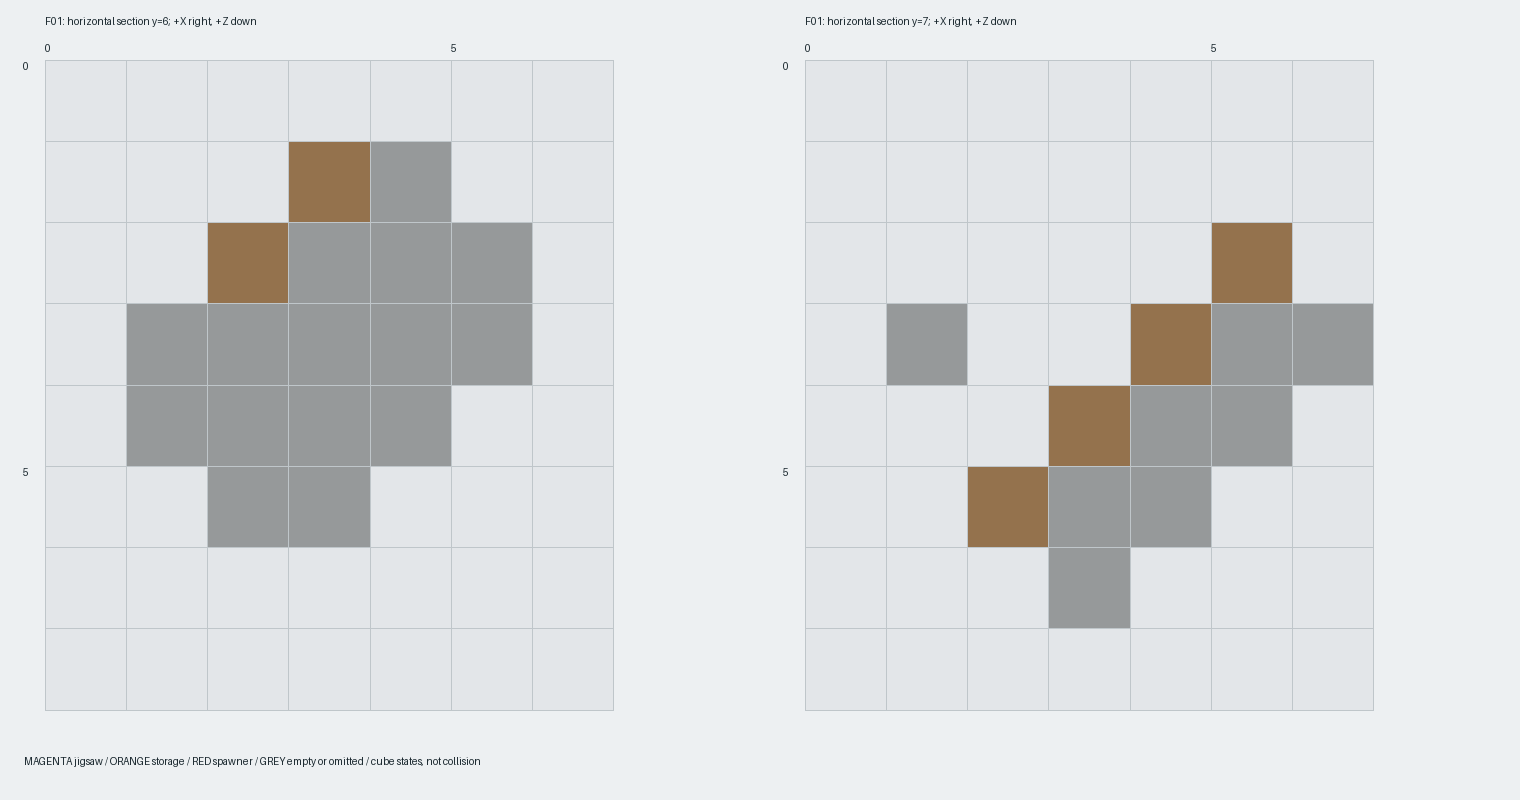 F01: horizontal section y=6; +X right, +Z down
F01: horizontal section y=7; +X right, +Z down
0 5
0 5
0
0
5
5
MAGENTA jigsaw / ORANGE storage / RED spawner / GREY empty or omitted / cube states, not collision